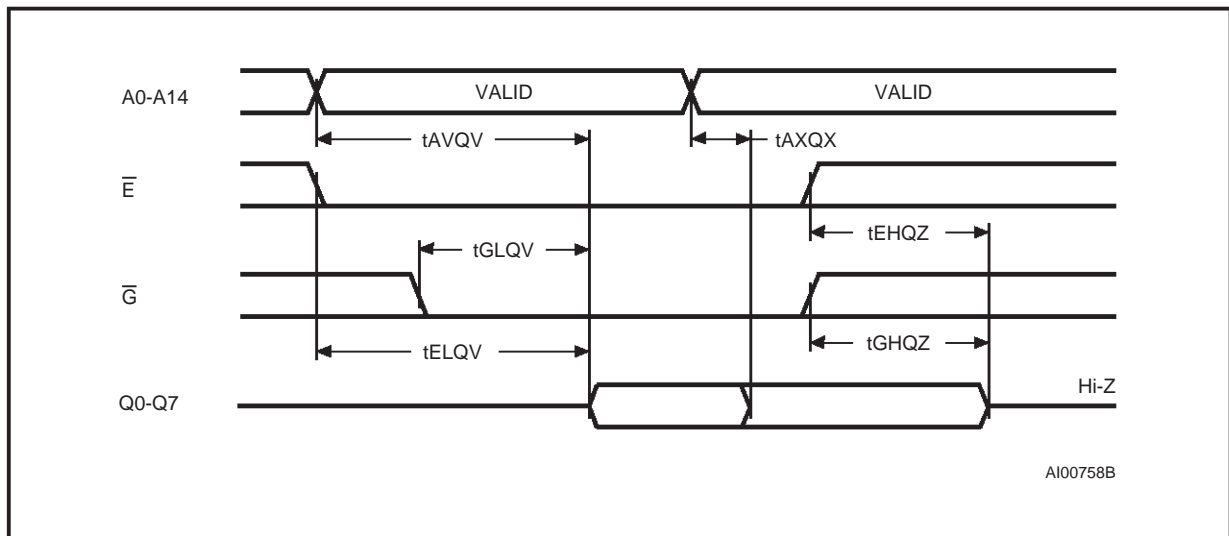 A0-A14
VALID
VALID
tAVQV
tAXQX
E̅
tGLQV
tEHQZ
G̅
tELQV
tGHQZ
Q0-Q7
Hi-Z
AI00758B